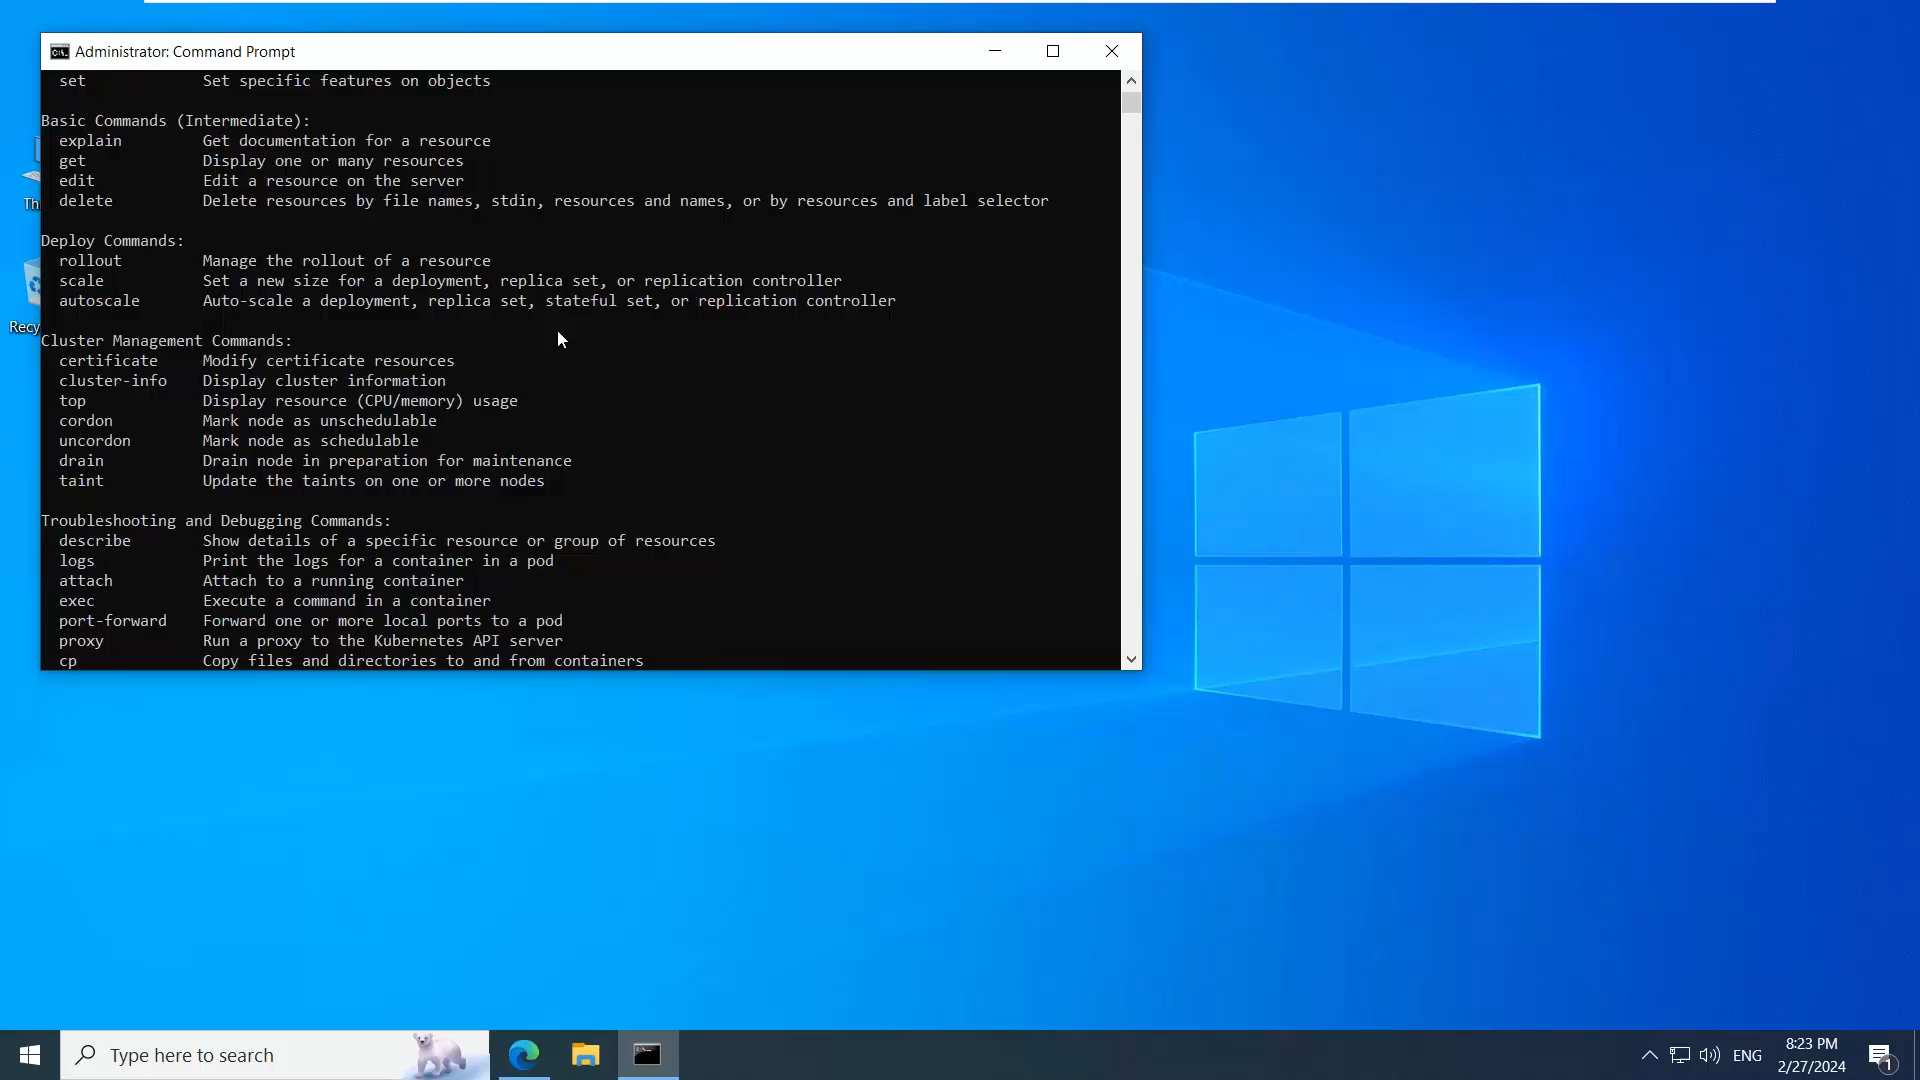 Administrator: Command Prompt
set Set specific features on objects
Basic Commands (Intermediate):
explain Get documentation for a resource
get Display one or many resources
edit Edit a resource on the server
delete Delete resources by file names, stdin, resources and names, or by resources and label selector
Deploy Commands:
rollout Manage the rollout of a resource
scale Set a new size for a deployment, replica set, or replication controller
autoscale Auto-scale a deployment, replica set, stateful set, or replication controller
Cluster Management Commands:
certificate Modify certificate resources
cluster-info Display cluster information
top Display resource (CPU/memory) usage
cordon Mark node as unschedulable
uncordon Mark node as schedulable
drain Drain node in preparation for maintenance
taint Update the taints on one or more nodes
Troubleshooting and Debugging Commands:
describe Show details of a specific resource or group of resources
logs Print the logs for a container in a pod
attach Attach to a running container
exec Execute a command in a container
port-forward Forward one or more local ports to a pod
proxy Run a proxy to the Kubernetes API server
cp Copy files and directories to and from containers
Th
Recy
Type here to search
ENG
8:23 PM
2/27/2024
1